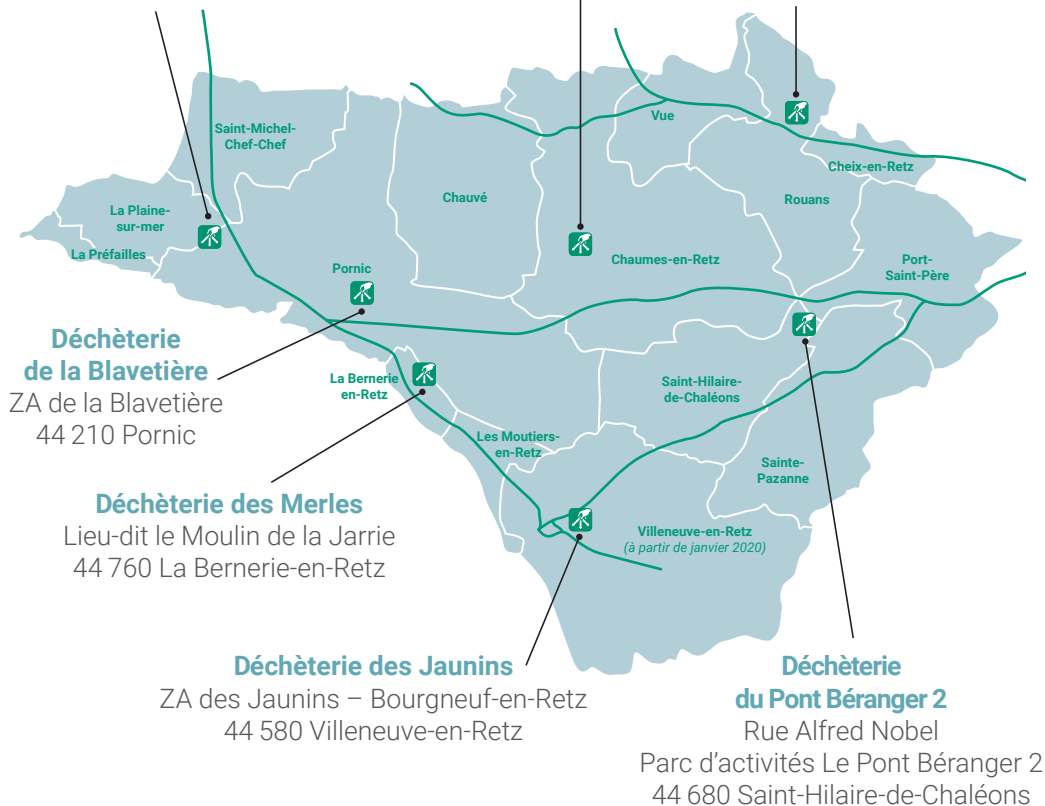 Saint-Michel-
Chef-Chef
Vue
Cheix-en-Retz
Chauvé
Rouans
La Plaine-
sur-mer
La Préfailles
Pornic
Chaumes-en-Retz
Port-
Saint-Père
Déchèterie
de la Blavetière
ZA de la Blavetière
44 210 Pornic
La Bernerie
en-Retz
Saint-Hilaire-
de-Chaléons
Les Moutiers-
en-Retz
Sainte-
Pazanne
Déchèterie des Merles
Lieu-dit le Moulin de la Jarrie
44 760 La Bernerie-en-Retz
Villeneuve-en-Retz
(à partir de janvier 2020)
Déchèterie des Jaunins
ZA des Jaunins – Bourgneuf-en-Retz
44 580 Villeneuve-en-Retz
Déchèterie
du Pont Béranger 2
Rue Alfred Nobel
Parc d’activités Le Pont Béranger 2
44 680 Saint-Hilaire-de-Chaléons